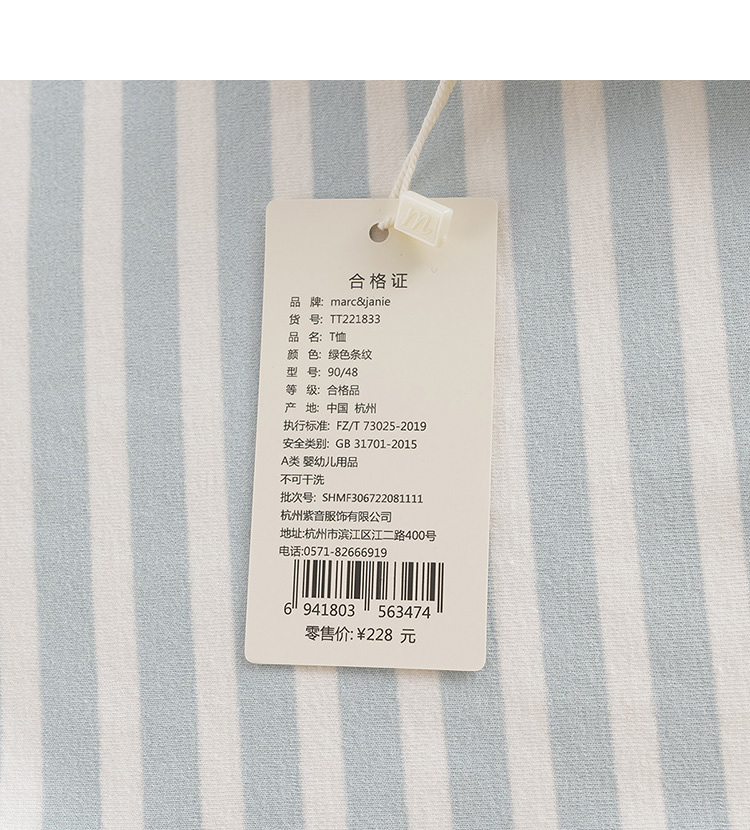 m
合格证
品 牌: marc&janie
货 号: TT221833
品 名: T恤
颜 色: 绿色条纹
型 号: 90/48
等 级: 合格品
产 地: 中国 杭州
执行标准: FZ/T 73025-2019
安全类别: GB 31701-2015
A类 婴幼儿用品
不可干洗
批次号: SHMF306722081111
杭州紫音服饰有限公司
地址:杭州市滨江区江二路400号
电话:0571-82666919
6 941803 563474
零售价: ¥228 元